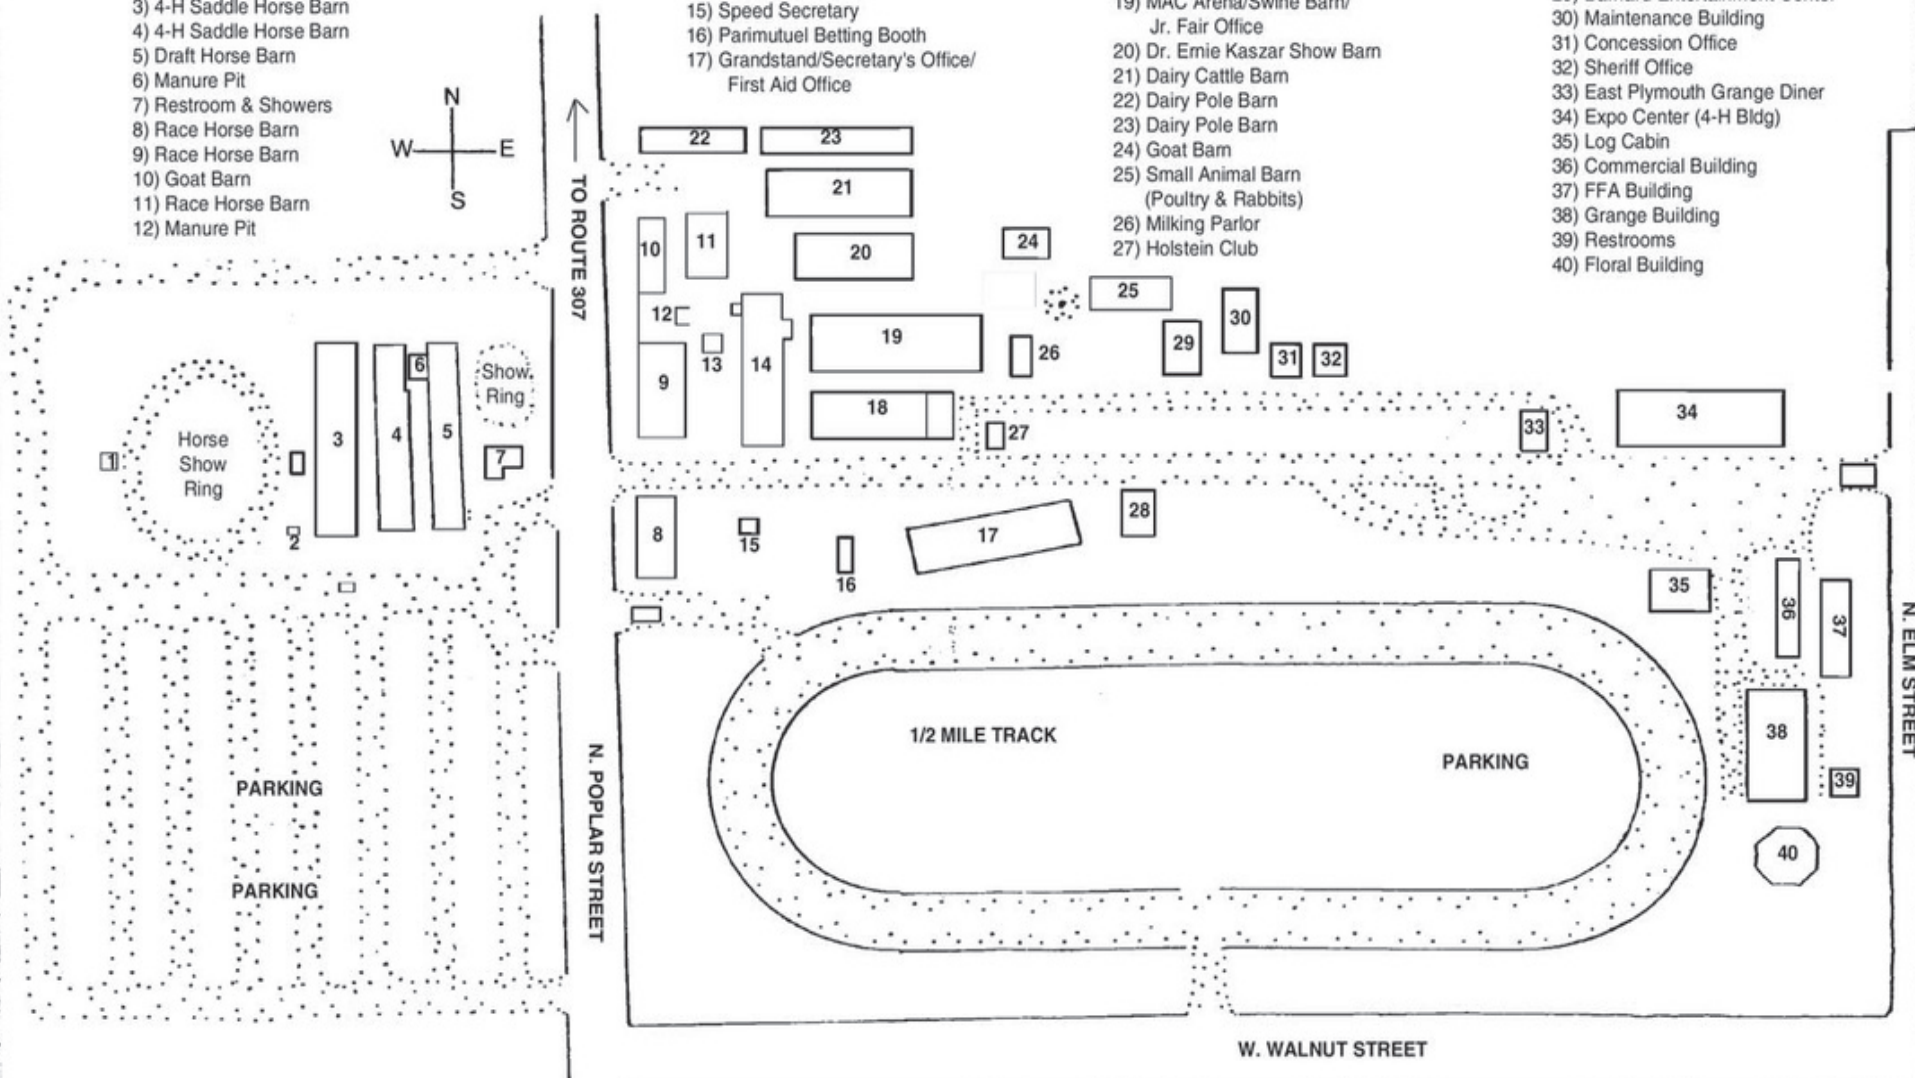 3) 4-H Saddle Horse Barn
4) 4-H Saddle Horse Barn
5) Draft Horse Barn
6) Manure Pit
7) Restroom & Showers
8) Race Horse Barn
9) Race Horse Barn
10) Goat Barn
11) Race Horse Barn
12) Manure Pit
N
W E
S
15) Speed Secretary
16) Parimutuel Betting Booth
17) Grandstand/Secretary's Office/
First Aid Office
19) MAC Arena/Swine Barn/
Jr. Fair Office
20) Dr. Ernie Kaszar Show Barn
21) Dairy Cattle Barn
22) Dairy Pole Barn
23) Dairy Pole Barn
24) Goat Barn
25) Small Animal Barn
(Poultry & Rabbits)
26) Milking Parlor
27) Holstein Club
Entertainment Center
30) Maintenance Building
31) Concession Office
32) Sheriff Office
33) East Plymouth Grange Diner
34) Expo Center (4-H Bldg)
35) Log Cabin
36) Commercial Building
37) FFA Building
38) Grange Building
39) Restrooms
40) Floral Building
TO ROUTE 307
22
23
21
10
11
20
24
25
12
13
14
19
26
29
30
31
32
9
18
27
33
34
1
Horse
Show
Ring
2
3
4
6
5
Show
Ring
7
8
15
16
17
28
35
36
37
38
39
40
1/2 MILE TRACK
PARKING
PARKING
PARKING
N. POPLAR STREET
N. ELM STREET
W. WALNUT STREET